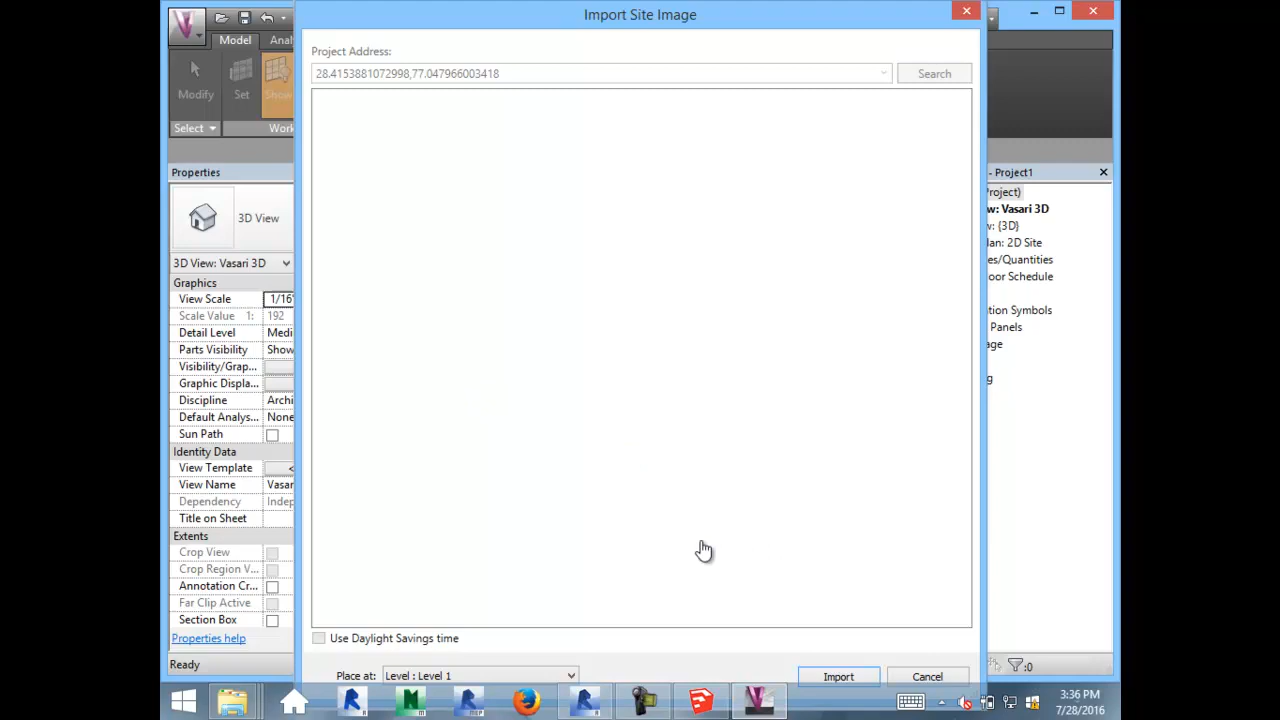 Import Site Image
Model Anal
Project Address:
28.4153881072998,77.047966003418
Search
Modify
Set
Show
Select
Work
Properties
- Project1
3D View
roject)
w: Vasari 3D
w: {3D}
lan: 2D Site
es/Quantities
oor Schedule
tion Symbols
Panels
age
g
3D View: Vasari 3D
Graphics
View Scale 1/16"
Scale Value 1: 192
Detail Level Medi
Parts Visibility Show
Visibility/Grap...
Graphic Displa...
Discipline Archi
Default Analys... None
Sun Path
Identity Data
View Template <
View Name Vasar
Dependency Indep
Title on Sheet
Extents
Crop View
Crop Region V...
Annotation Cr...
Far Clip Active
Section Box
Properties help
Use Daylight Savings time
Ready
Place at: Level : Level 1
Import
Cancel
:0
3:36 PM
7/28/2016